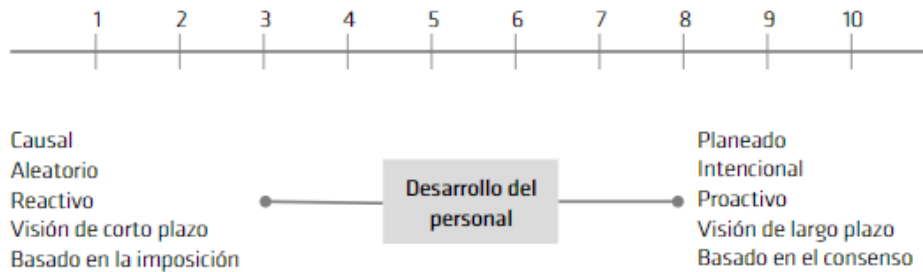 1 2 3 4 5 6 7 8 9 10
Causal
Aleatorio
Reactivo
Visión de corto plazo
Basado en la imposición
Desarrollo del
personal
Planeado
Intencional
Proactivo
Visión de largo plazo
Basado en el consenso